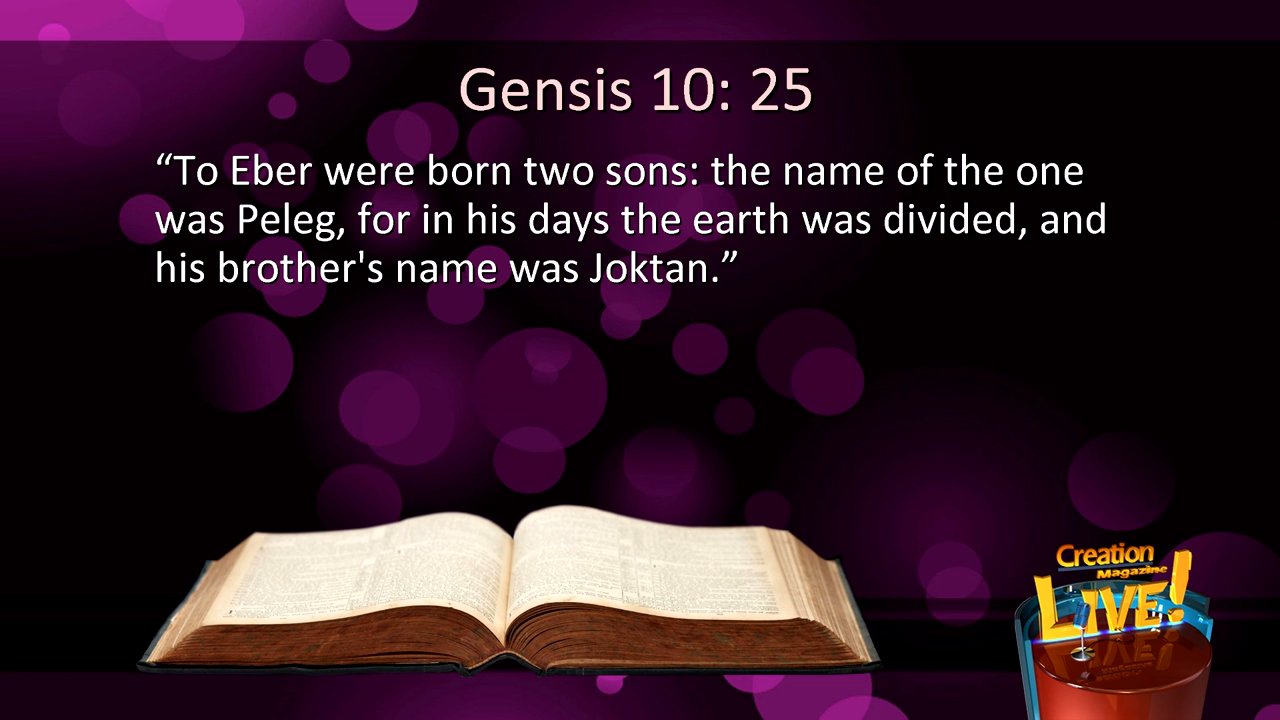 Gensis 10: 25
“To Eber were born two sons: the name of the one
was Peleg, for in his days the earth was divided, and
his brother's name was Joktan.”
Creation
Magazine
LIVE!